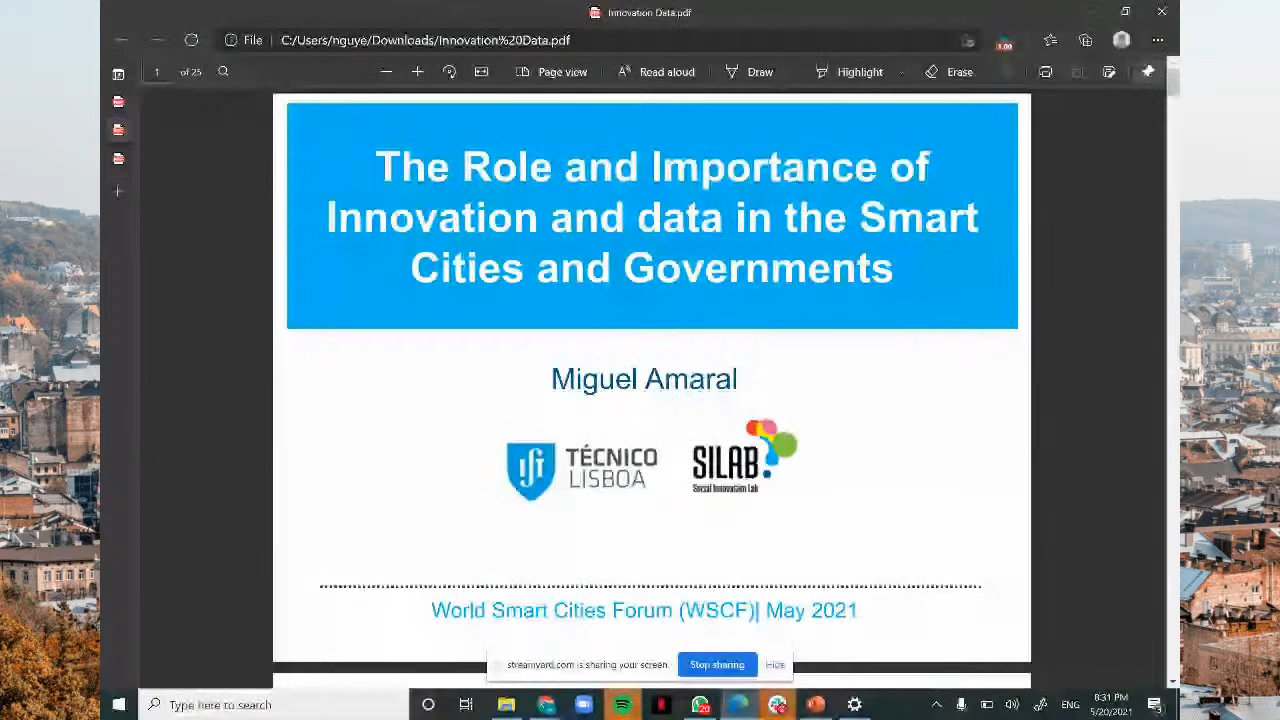 Innovation Data.pdf
File C:/Users/nguye/Downloads/Innovation%20Data.pdf
1.00
1 of 25 Page view Read aloud Draw Highlight Erase
The Role and Importance of
Innovation and data in the Smart
Cities and Governments
Miguel Amaral
TÉCNICO
LISBOA
SILAB
Social Innovation Lab
World Smart Cities Forum (WSCF)| May 2021
streamyard.com is sharing your screen. Stop sharing Hide
Type here to search
ENG
8:31 PM
5/20/2021